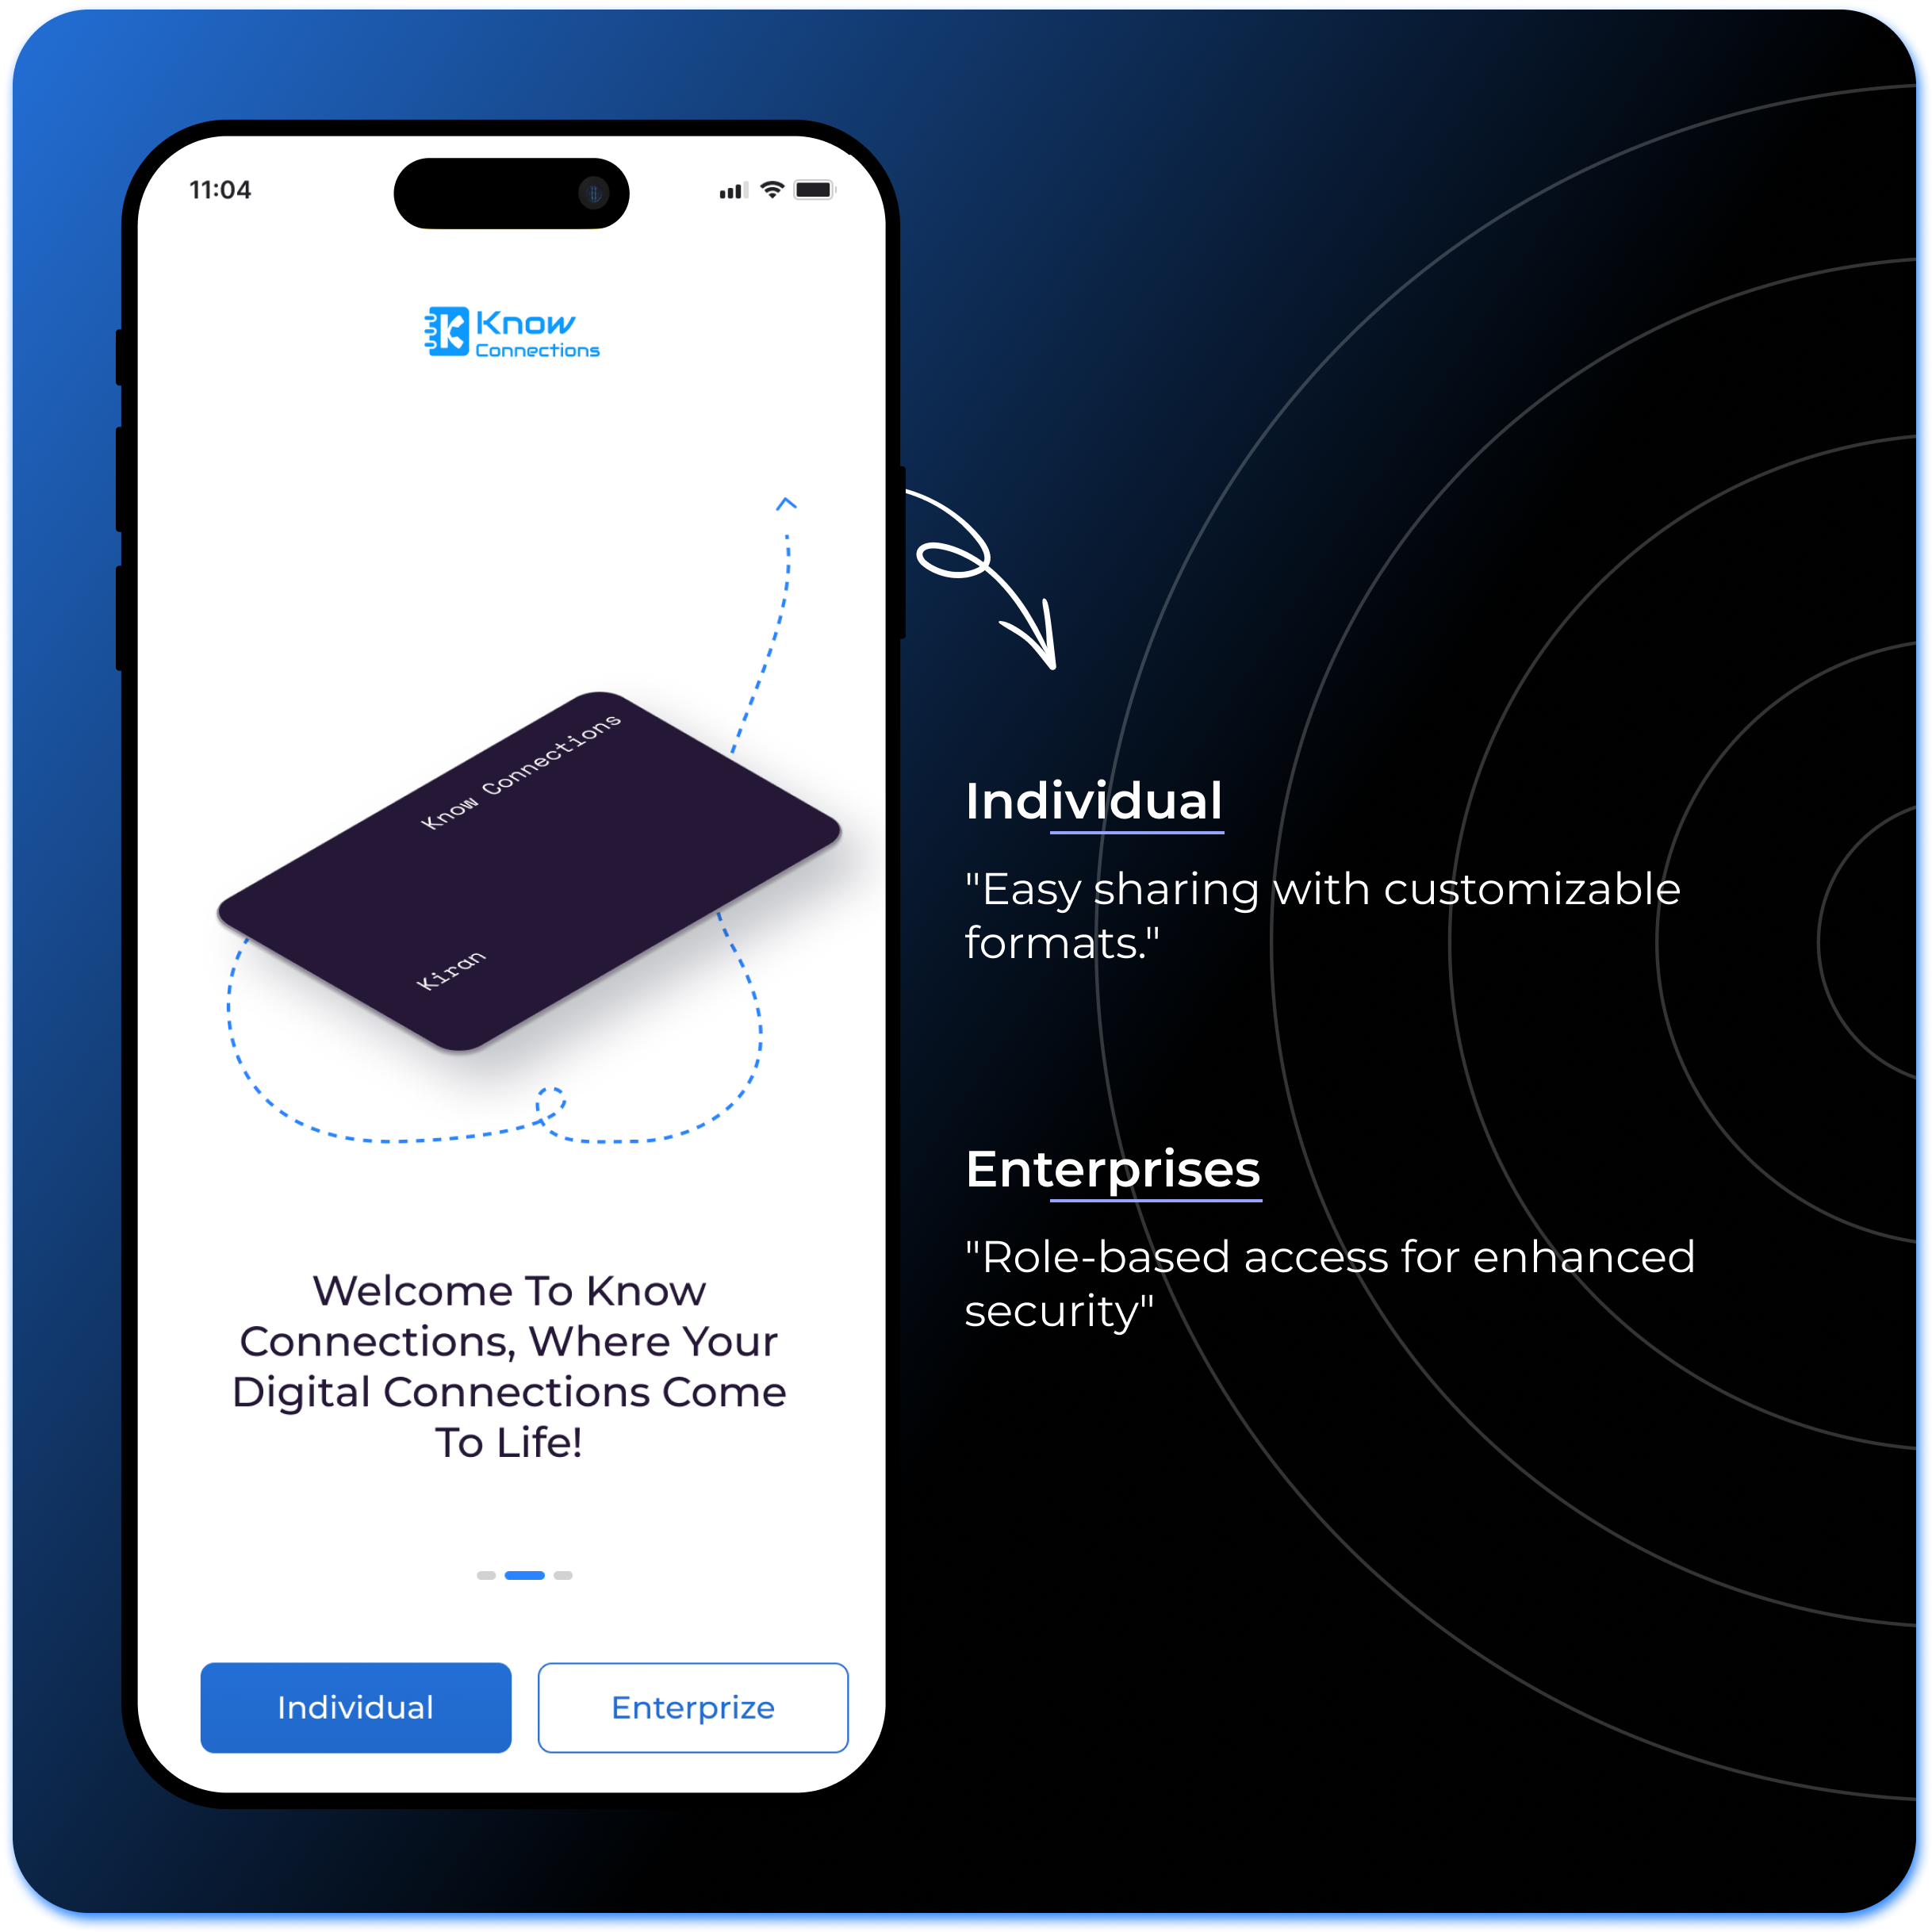 11:04
Know
Connections
Know Connections
Kiran
Welcome To Know
Connections, Where Your
Digital Connections Come
To Life!
Individual
Enterprize
Individual
"Easy sharing with customizable
formats."
Enterprises
"Role-based access for enhanced
security"